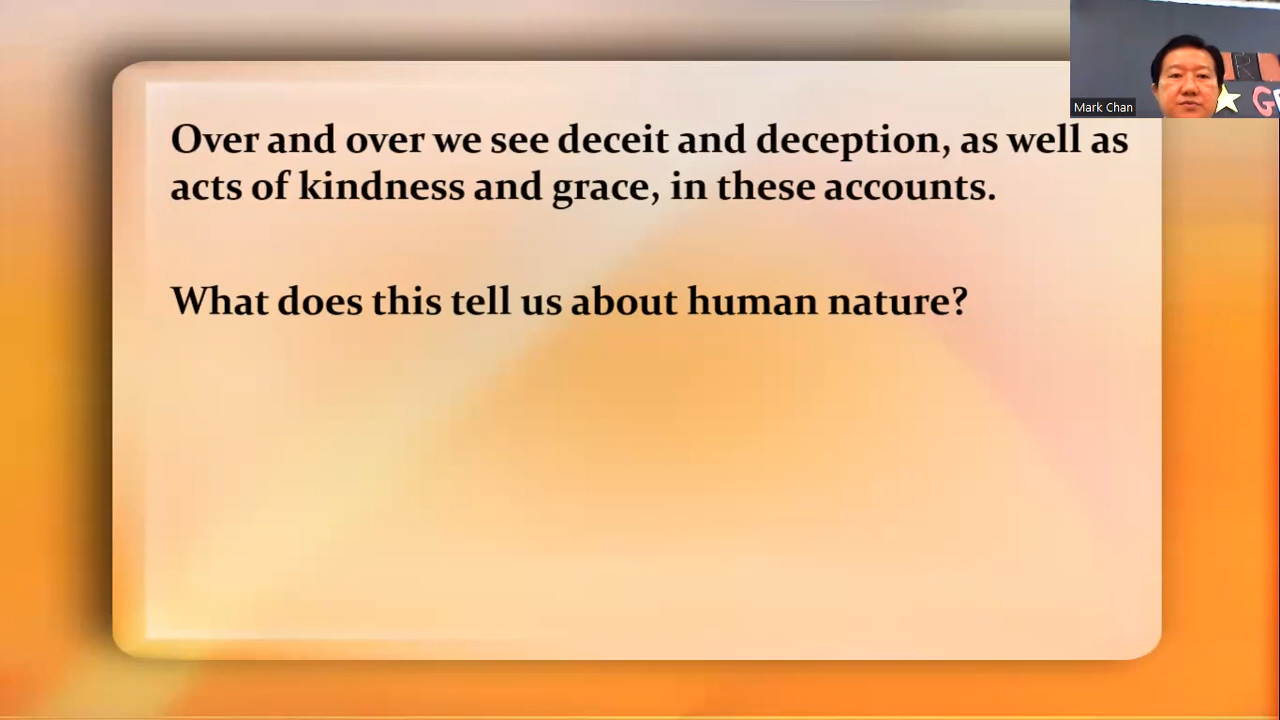 Over and over we see deceit and deception, as well as
acts of kindness and grace, in these accounts.
What does this tell us about human nature?
Mark Chan